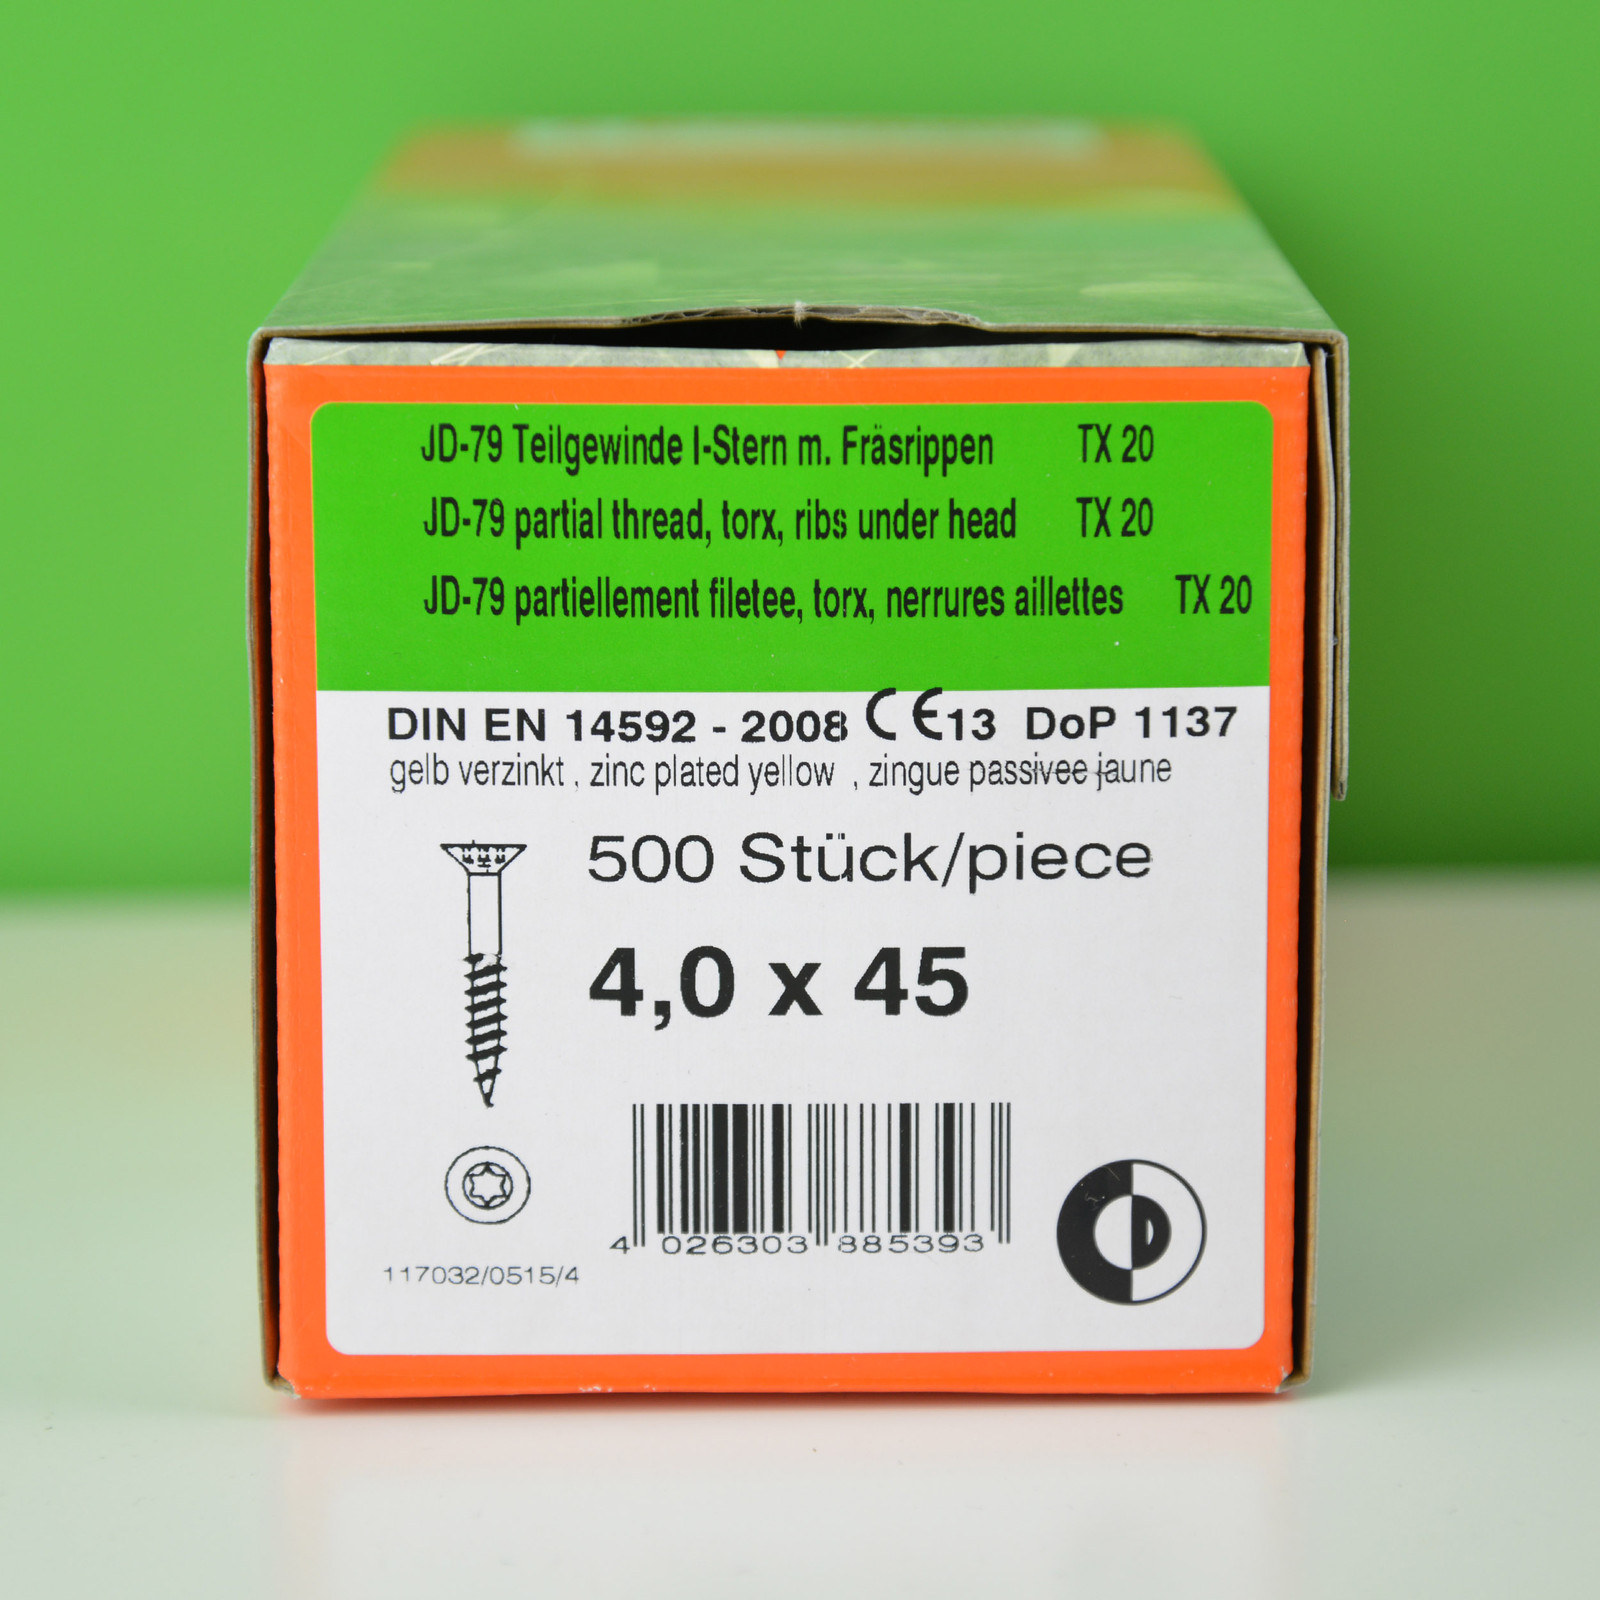 JD-79 Teilgewinde I-Stern m. Fräsrippen TX 20
JD-79 partial thread, torx, ribs under head TX 20
JD-79 partiellement filetee, torx, nerrures aillettes TX 20
DIN EN 14592 - 2008 CE13 DoP 1137
gelb verzinkt , zinc plated yellow , zingue passivee jaune
500 Stück/piece
4,0 x 45
4 026303 885393
117032/0515/4